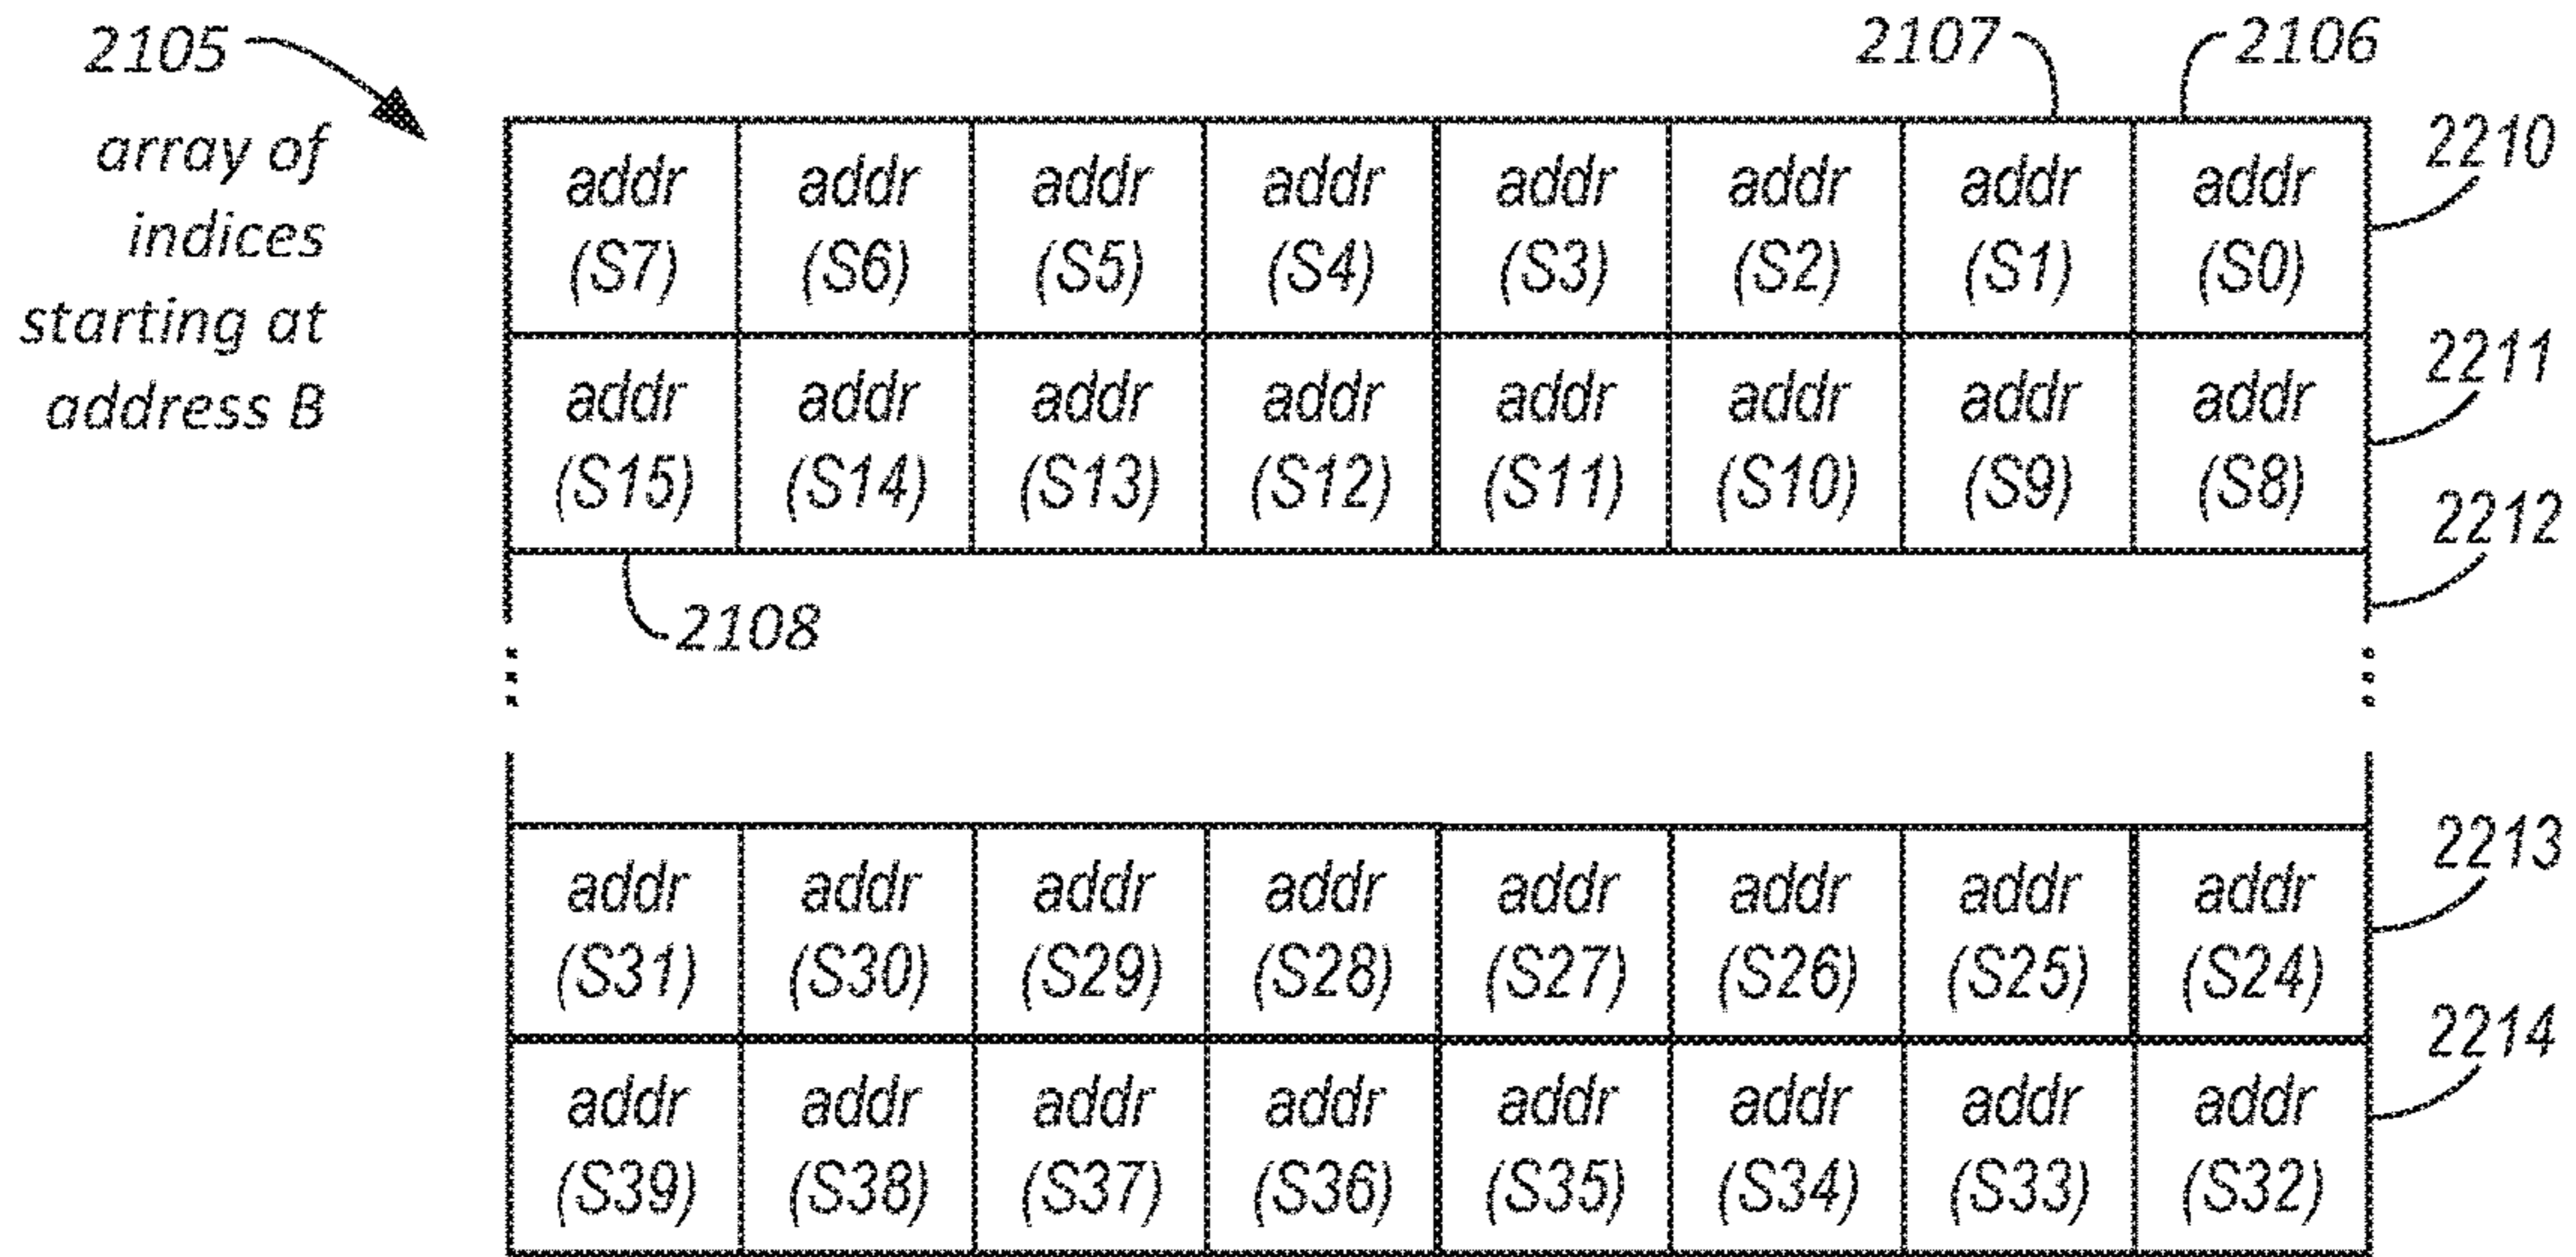 2105
array of
indices
starting at
address B
2107 2106
addr addr addr addr addr addr addr addr 2210
(S7) (S6) (S5) (S4) (S3) (S2) (S1) (S0)
addr addr addr addr addr addr addr addr 2211
(S15) (S14) (S13) (S12) (S11) (S10) (S9) (S8)
2212
2108
addr addr addr addr addr addr addr addr 2213
(S31) (S30) (S29) (S28) (S27) (S26) (S25) (S24)
addr addr addr addr addr addr addr addr 2214
(S39) (S38) (S37) (S36) (S35) (S34) (S33) (S32)